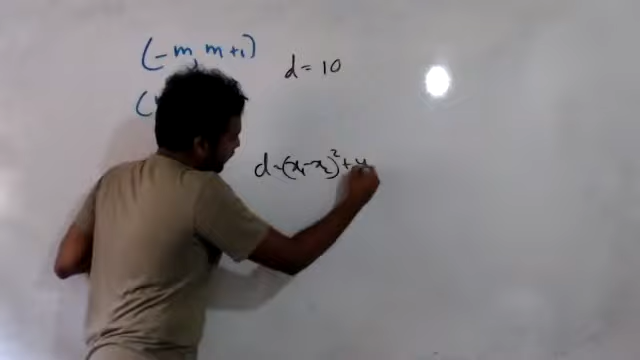 (-m m+1)
d = 10
(
d = (x₁-x₂)² + y